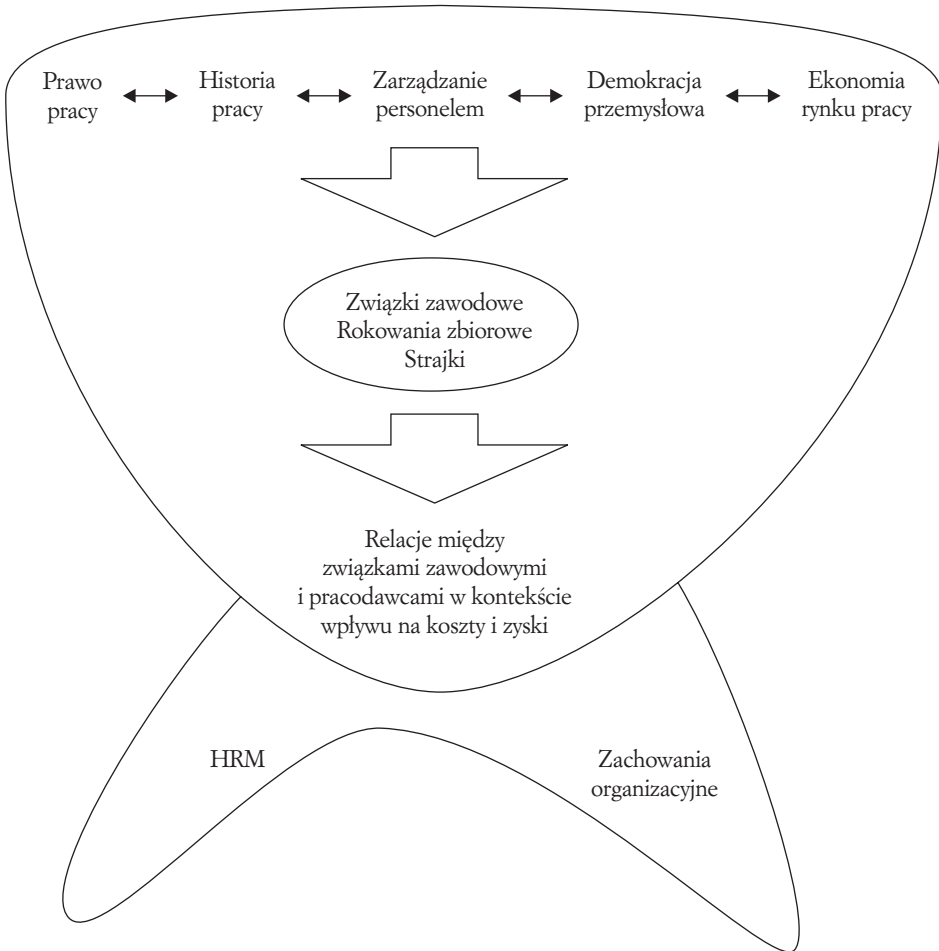 Prawo
pracy
Historia
pracy
Zarządzanie
personelem
Demokracja
przemysłowa
Ekonomia
rynku pracy
Związki zawodowe
Rokowania zbiorowe
Strajki
Relacje między
związkami zawodowymi
i pracodawcami w kontekście
wpływu na koszty i zyski
HRM
Zachowania
organizacyjne